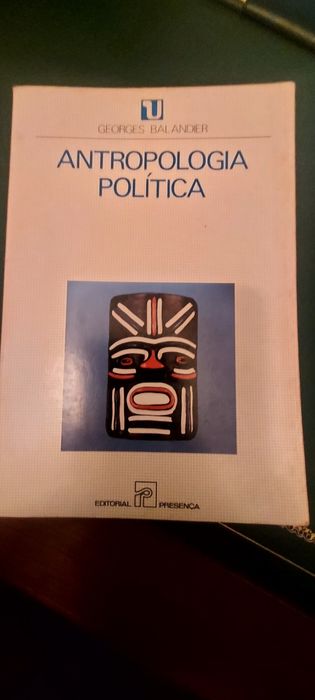 U
GEORGES BALANDIER
ANTROPOLOGIA
POLÍTICA
EDITORIAL PRESENÇA